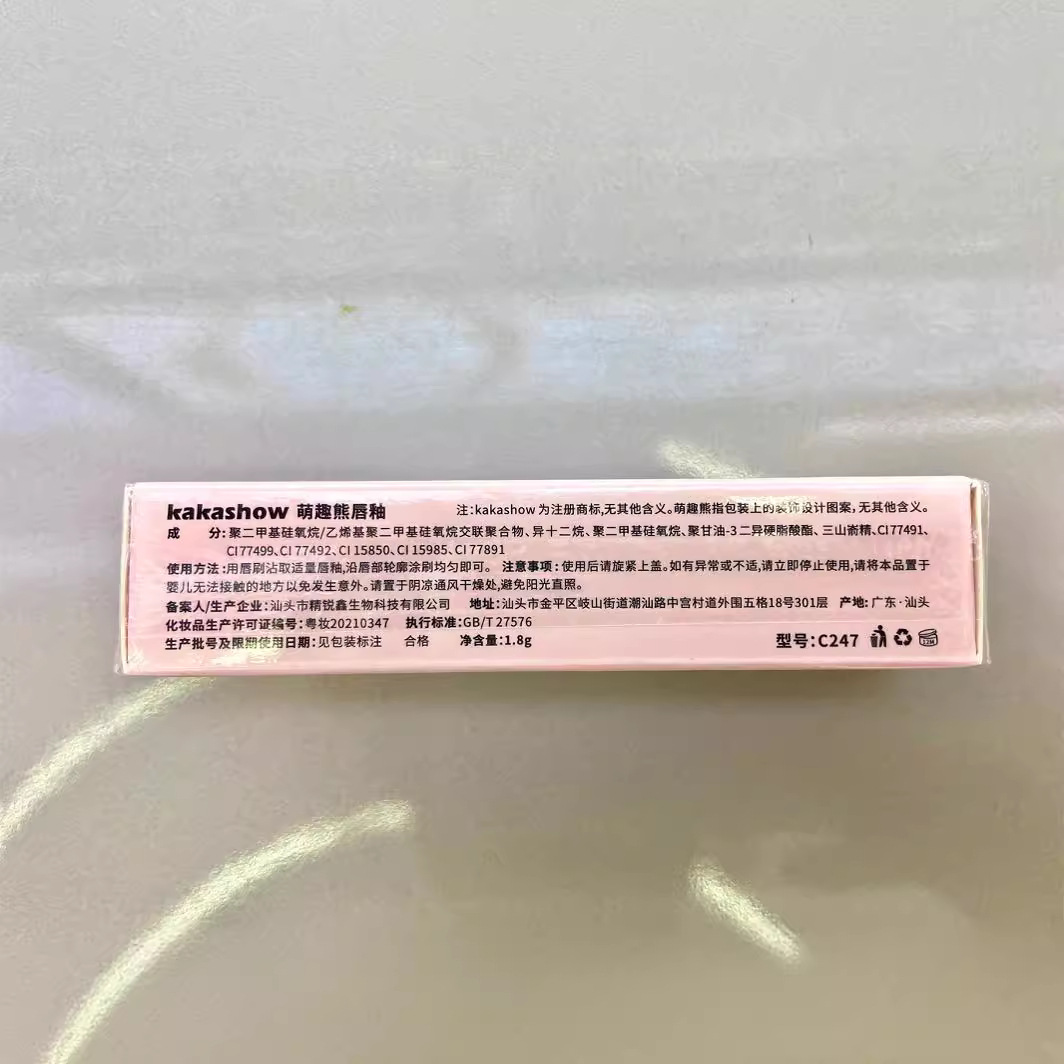 kakashow 萌趣熊唇釉 注:kakashow 为注册商标,无其他含义。萌趣熊指包装上的装饰设计图案,无其他含义。
成 分:聚二甲基硅氧烷/乙烯基聚二甲基硅氧烷交联聚合物、异十二烷、聚二甲基硅氧烷、聚甘油-3 二异硬脂酸酯、三山嵛精、CI77491、
CI77499、CI 77492、CI 15850、CI 15985、CI 77891
使用方法:用唇刷沾取适量唇釉,沿唇部轮廓涂刷均匀即可。 注意事项:使用后请旋紧上盖。如有异常或不适,请立即停止使用,请将本品置于
婴儿无法接触的地方以免发生意外。请置于阴凉通风干燥处,避免阳光直照。
备案人/生产企业:汕头市精锐鑫生物科技有限公司 地址:汕头市金平区岐山街道潮汕路中宫村道外围五格18号301层 产地:广东·汕头
化妆品生产许可证编号:粤妆20210347 执行标准:GB/T 27576
生产批号及限期使用日期:见包装标注 合格 净含量:1.8g 型号:C247